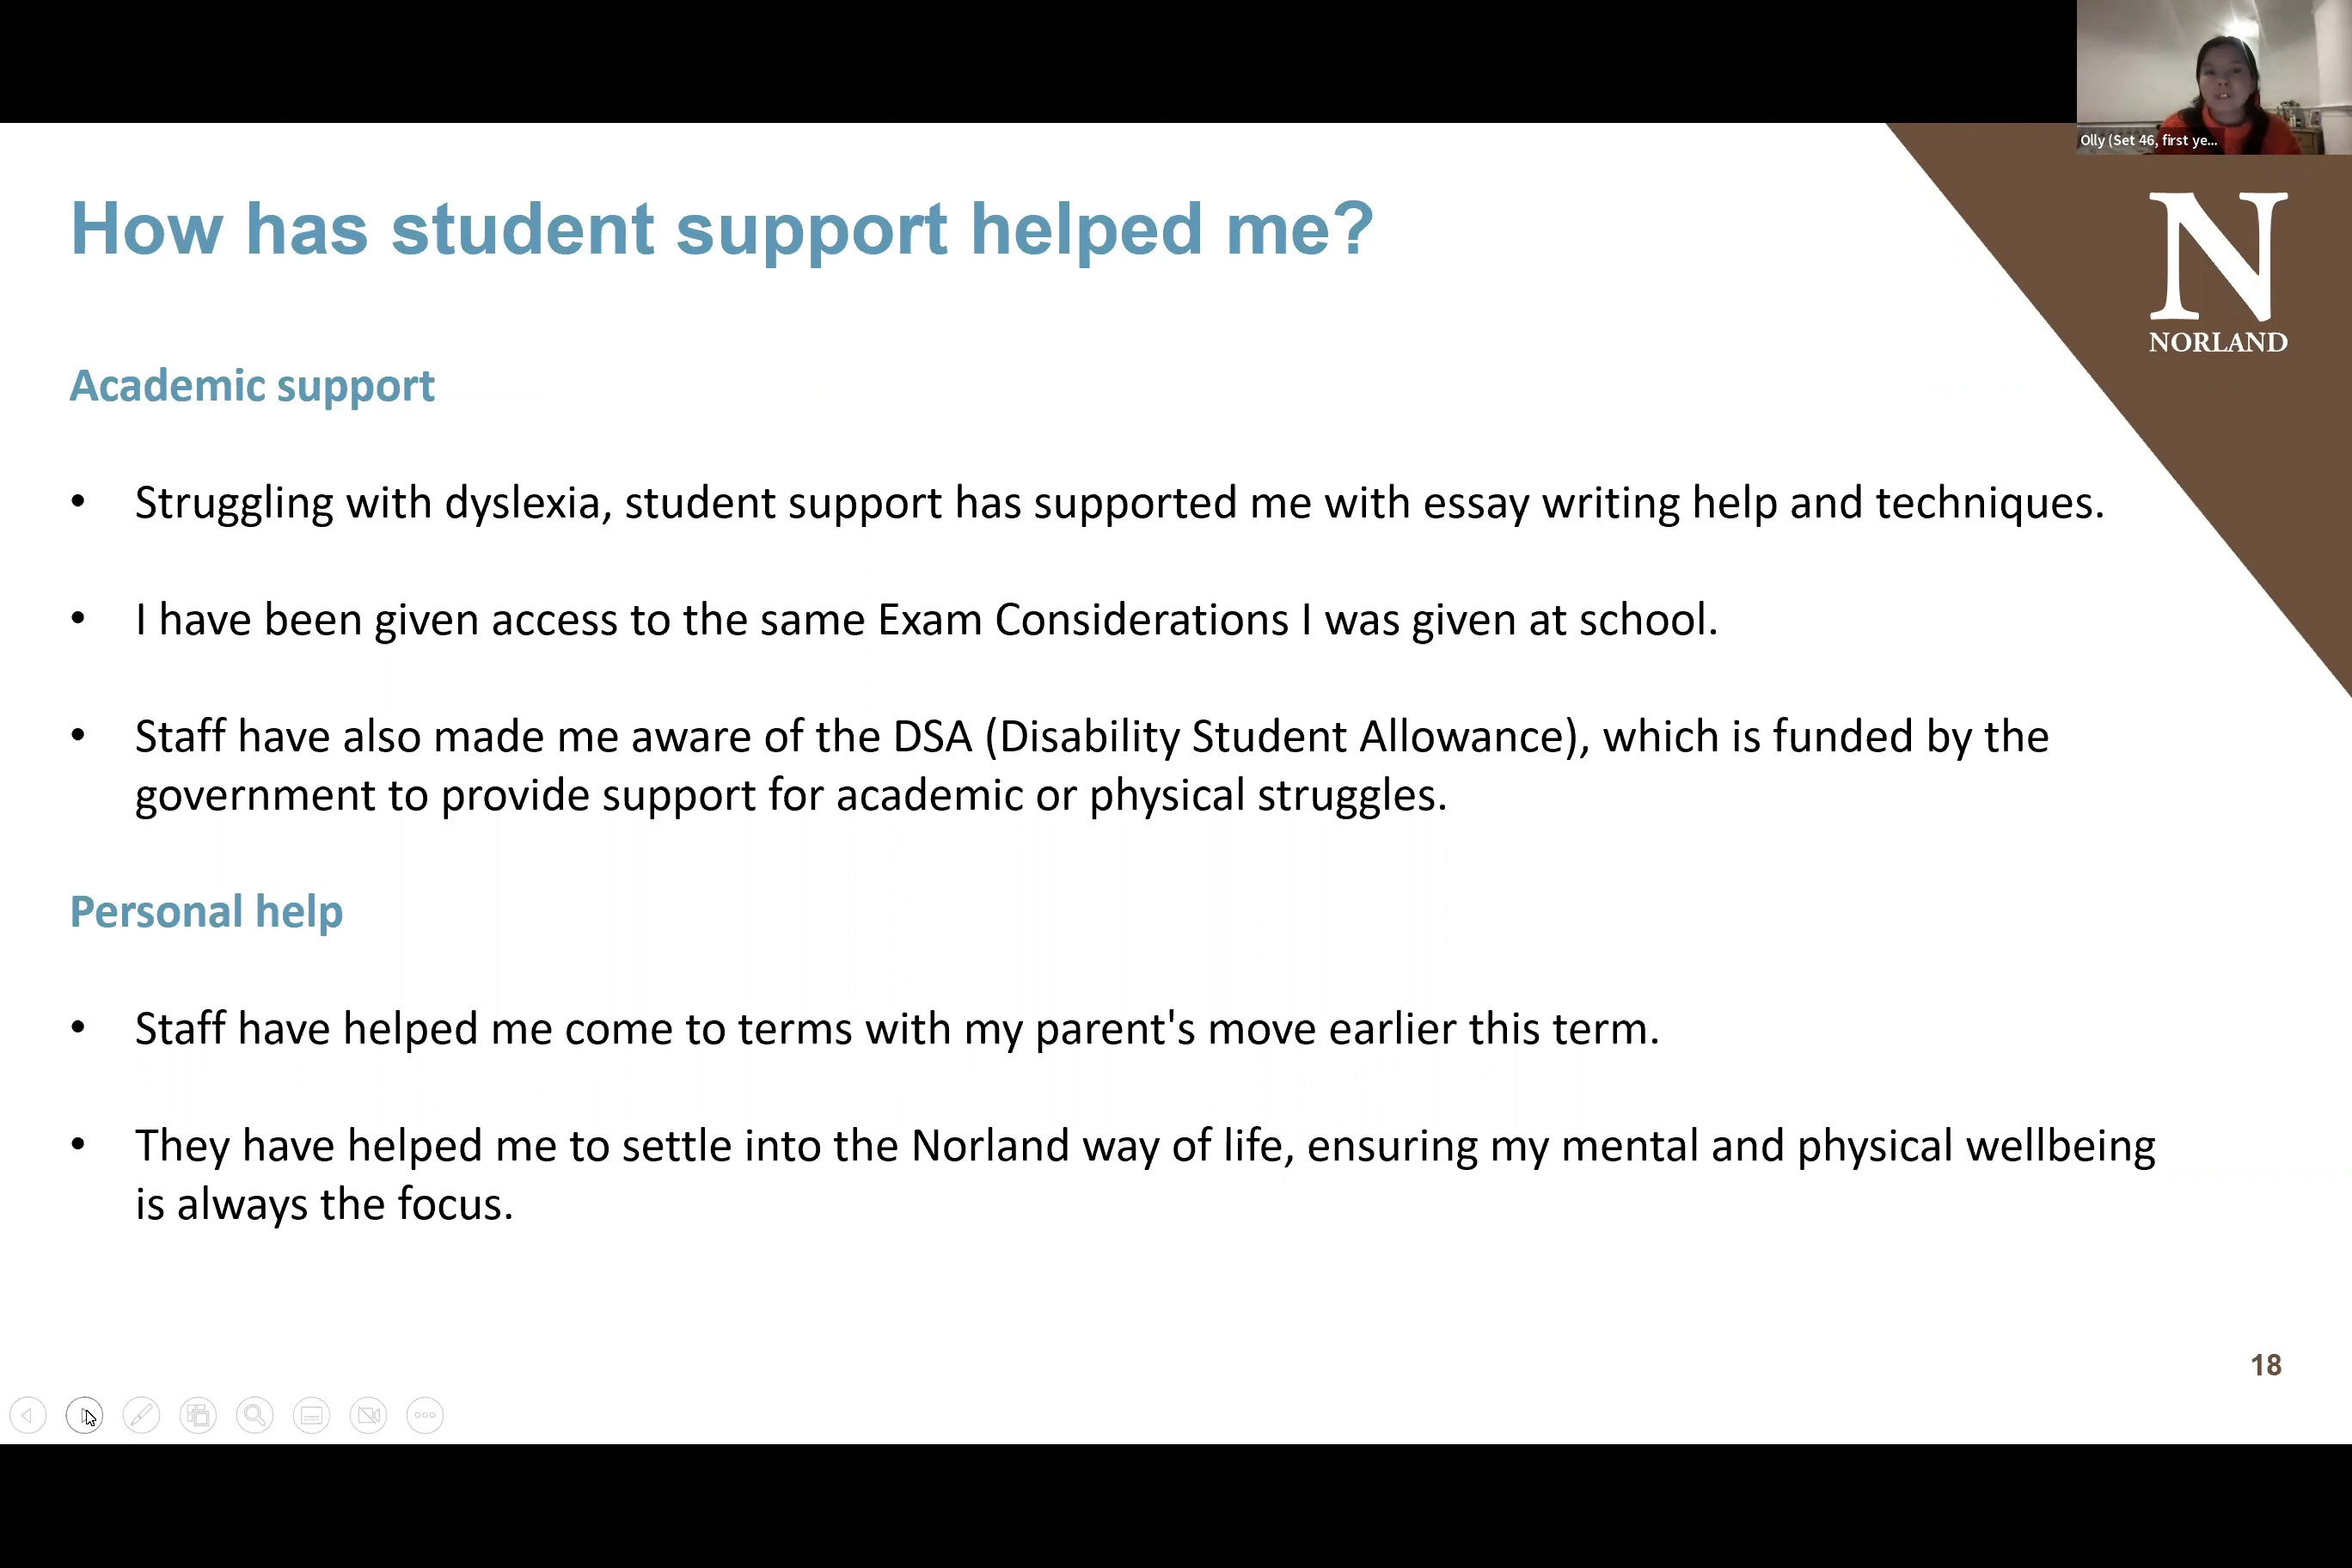 Olly (Set 46, first ye...
How has student support helped me?
N
NORLAND
Academic support
• Struggling with dyslexia, student support has supported me with essay writing help and techniques.
• I have been given access to the same Exam Considerations I was given at school.
• Staff have also made me aware of the DSA (Disability Student Allowance), which is funded by the
government to provide support for academic or physical struggles.
Personal help
• Staff have helped me come to terms with my parent's move earlier this term.
• They have helped me to settle into the Norland way of life, ensuring my mental and physical wellbeing
is always the focus.
18